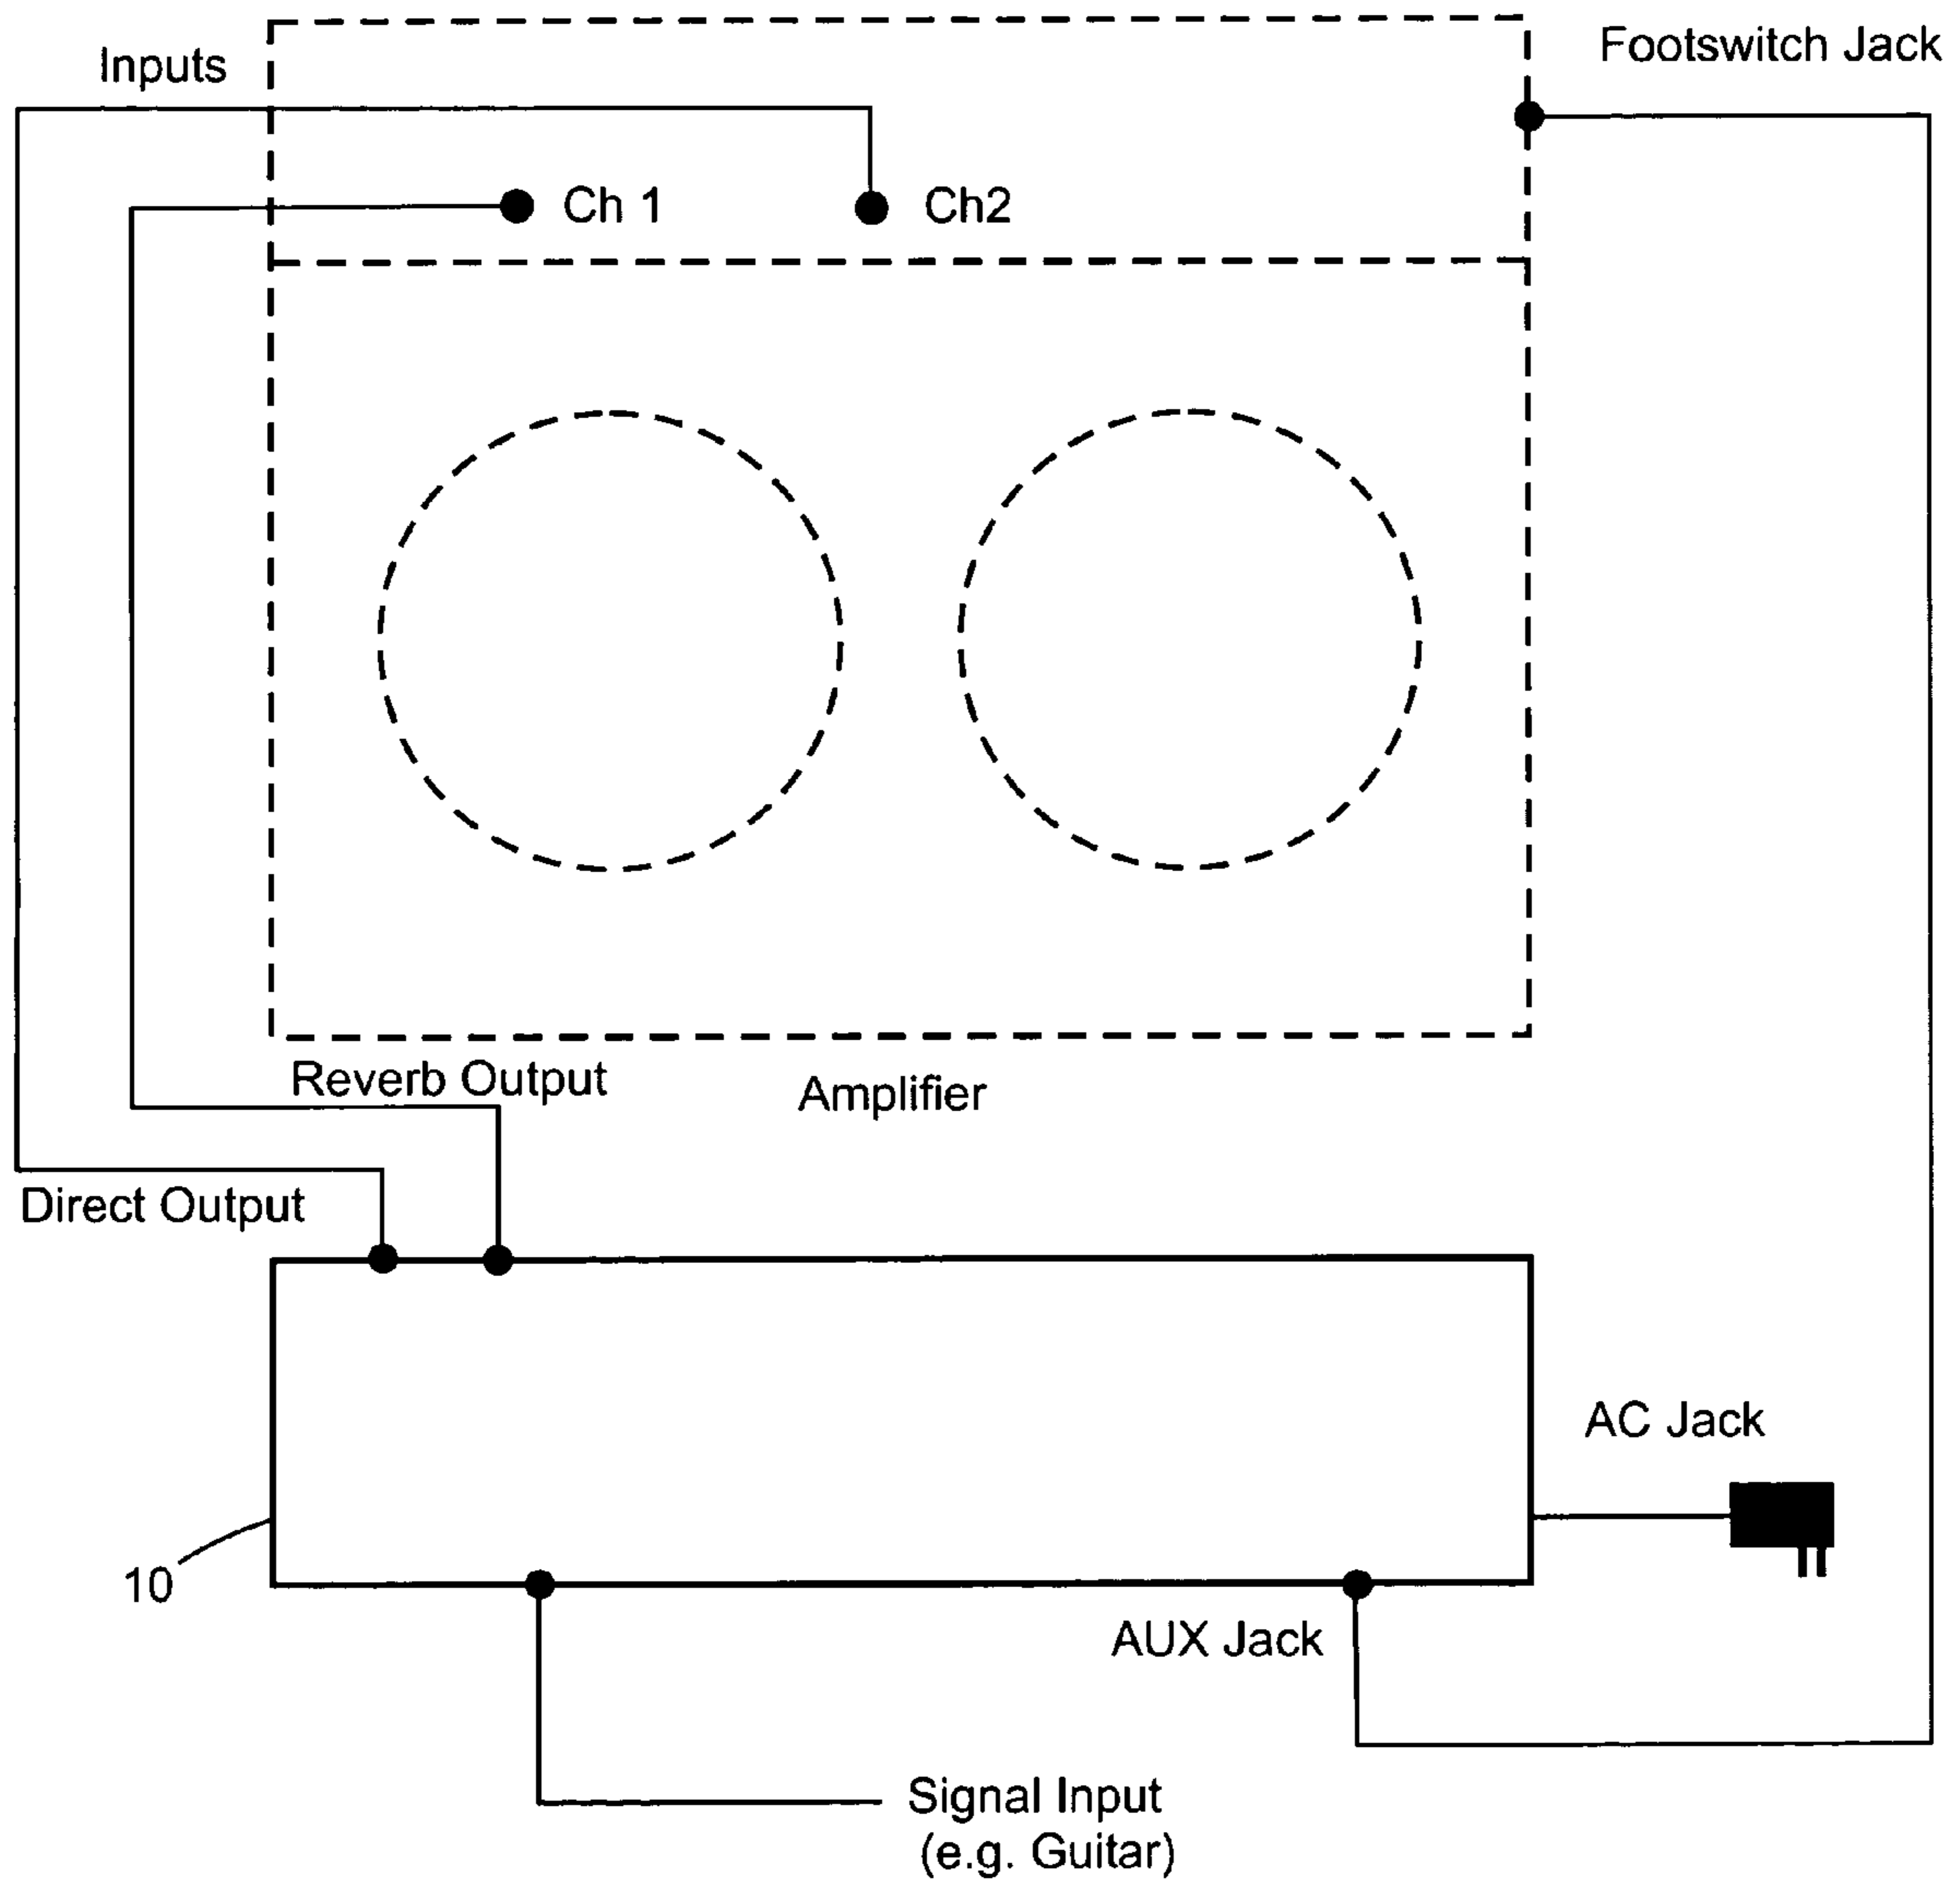 Inputs
Footswitch Jack
Ch 1
Ch2
Reverb Output
Amplifier
Direct Output
AC Jack
10
AUX Jack
Signal Input
(e.g. Guitar)